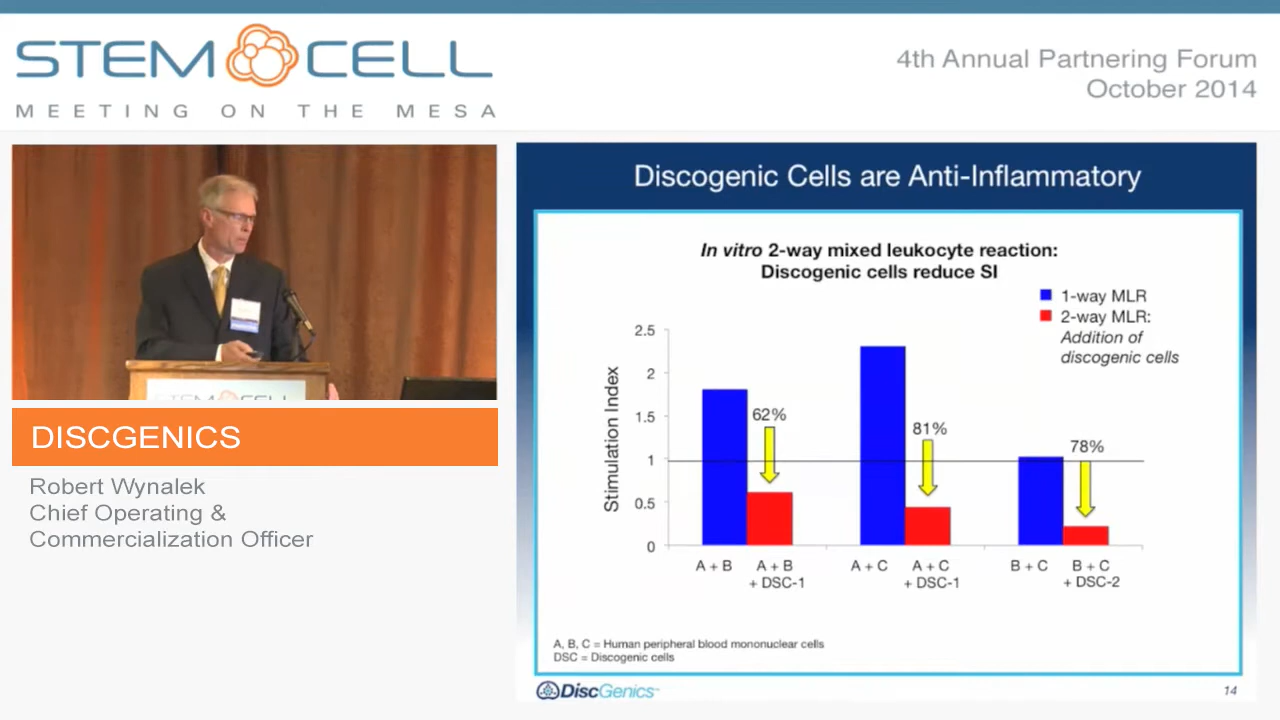 STEM CELL
MEETING ON THE MESA
4th Annual Partnering Forum
October 2014
STEM CELL
DISCGENICS
Robert Wynalek
Chief Operating &
Commercialization Officer
Discogenic Cells are Anti-Inflammatory
In vitro 2-way mixed leukocyte reaction:
Discogenic cells reduce SI
1-way MLR
2-way MLR:
Addition of
discogenic cells
Stimulation Index
2.5
2
1.5
1
0.5
0
62%
81%
78%
A + B
A + B
+ DSC-1
A + C
A + C
+ DSC-1
B + C
B + C
+ DSC-2
A, B, C = Human peripheral blood mononuclear cells
DSC = Discogenic cells
DiscGenics
14